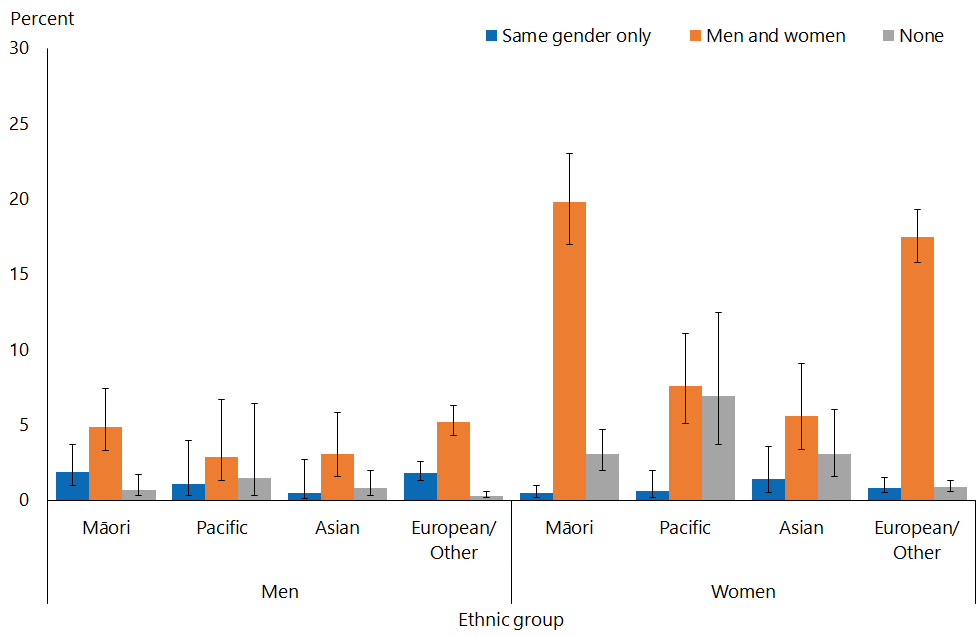 Percent
Same gender only
Men and women
None
30
25
20
15
10
5
0
Māori
Pacific
Asian
European/
Other
Māori
Pacific
Asian
European/
Other
Men
Women
Ethnic group